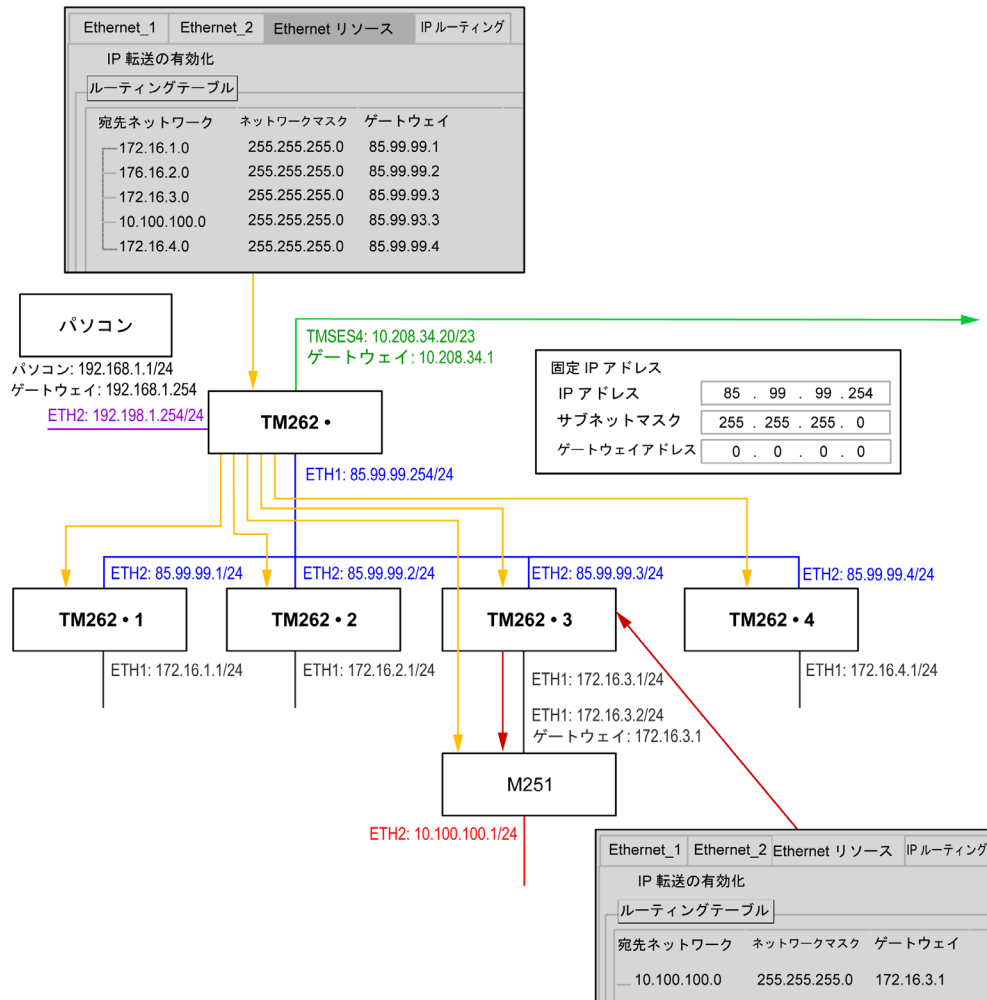 Ethernet_1 Ethernet_2 Ethernet リソース IP ルーティング
IP 転送の有効化
ルーティングテーブル
宛先ネットワーク ネットワークマスク ゲートウェイ
172.16.1.0 255.255.255.0 85.99.99.1
176.16.2.0 255.255.255.0 85.99.99.2
172.16.3.0 255.255.255.0 85.99.99.3
10.100.100.0 255.255.255.0 85.99.93.3
172.16.4.0 255.255.255.0 85.99.99.4
パソコン
パソコン: 192.168.1.1/24
ゲートウェイ: 192.168.1.254
ETH2: 192.198.1.254/24
TMSES4: 10.208.34.20/23
ゲートウェイ: 10.208.34.1
TM262 •
ETH1: 85.99.99.254/24
固定 IP アドレス
IP アドレス 85 . 99 . 99 . 254
サブネットマスク 255 . 255 . 255 . 0
ゲートウェイアドレス 0 . 0 . 0 . 0
ETH2: 85.99.99.1/24 ETH2: 85.99.99.2/24 ETH2: 85.99.99.3/24 ETH2: 85.99.99.4/24
TM262 • 1 TM262 • 2 TM262 • 3 TM262 • 4
ETH1: 172.16.1.1/24 ETH1: 172.16.2.1/24 ETH1: 172.16.3.1/24 ETH1: 172.16.4.1/24
ETH1: 172.16.3.2/24
ゲートウェイ: 172.16.3.1
M251
ETH2: 10.100.100.1/24
Ethernet_1 Ethernet_2 Ethernet リソース IP ルーティング
IP 転送の有効化
ルーティングテーブル
宛先ネットワーク ネットワークマスク ゲートウェイ
10.100.100.0 255.255.255.0 172.16.3.1